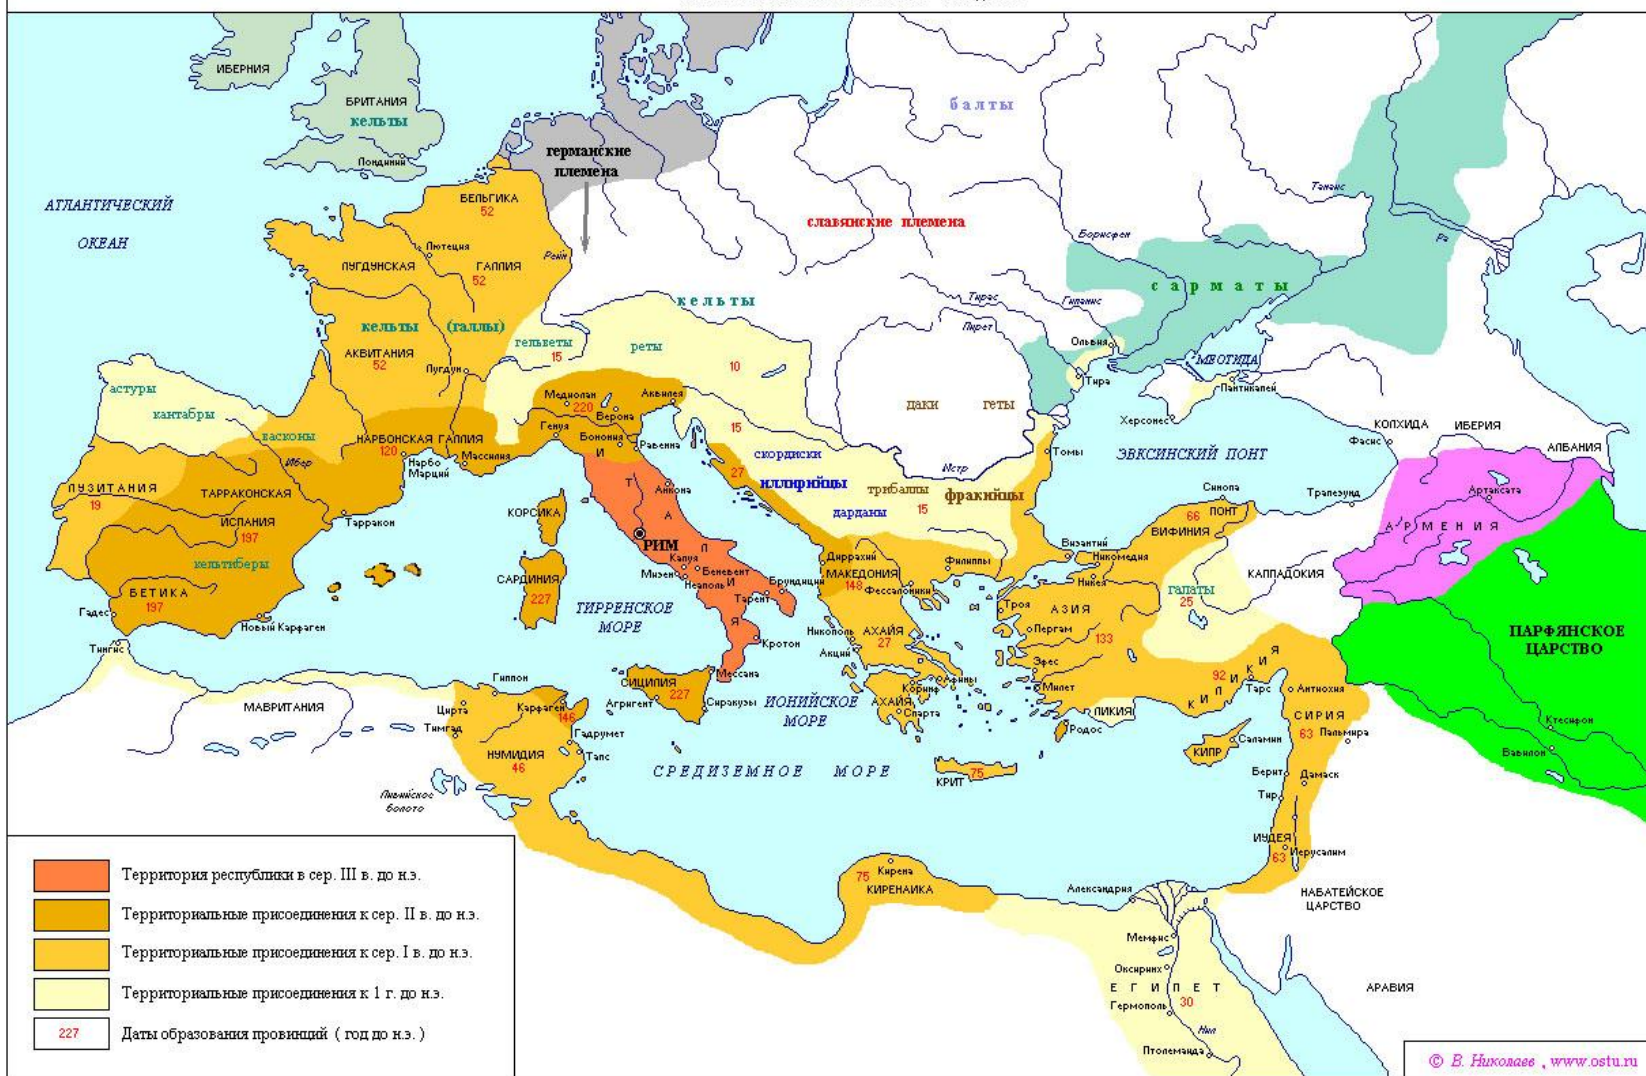 ИБЕРНИЯ
БРИТАНИЯ
кельты
Лондиний
АТЛАНТИЧЕСКИЙ
ОКЕАН
германские
племена
балты
славянские племена
БЕЛЬГИКА
52
Лютеция
ЛУГДУНСКАЯ
ГАЛЛИЯ
52
Рейн
кельты (галлы)
АКВИТАНИЯ
52
Лугдун
гельветы
15
реты
кельты
10
Танаис
Ра
Борисфен
сарматы
Тирас
Гипанис
Пирет
Ольвия
Тира
МЕОТИДА
Пантикапей
Херсонес
даки геты
Истр
Томы
ЭВКСИНСКИЙ ПОНТ
КОЛХИДА
Фасис
ИБЕРИЯ
АЛБАНИЯ
астуры
кантабры
васконы
Ибер
НАРБОНСКАЯ ГАЛЛИЯ
120
Нарбо
Марций
Массилия
Медиолан
220
Верона
Аквилея
Генуя
Бонония
Равенна
15
27
скордиски
иллирийцы
трибаллы
15
дарданы
фракийцы
ЛУЗИТАНИЯ
19
ТАРРАКОНСКАЯ
ИСПАНИЯ
197
Тарракон
кельтиберы
БЕТИКА
197
Гадес
Новый Карфаген
Тингис
КОРСИКА
САРДИНИЯ
227
ИТАЛИЯ
Анкона
РИМ
Капуя
Беневент
Мизен
Неаполь
Брундизий
Тарент
Кротон
Мессана
ТИРРЕНСКОЕ
МОРЕ
СИЦИЛИЯ
227
Агригент
Сиракузы
ИОНИЙСКОЕ
МОРЕ
Диррахий
МАКЕДОНИЯ
148
Фессалоники
Филиппы
Византий
Никомедия
Никея
ВИФИНИЯ
66
ПОНТ
Синопа
Трапезунд
АРМЕНИЯ
Артаксата
КАППАДОКИЯ
галаты
25
Троя
АЗИЯ
Пергам
133
Эфес
Милет
Никополь
Акций
АХАЙЯ
27
Афины
Коринф
АХАЙЯ
Спарта
ЛИКИЯ
Родос
КИЛИКИЯ
92
Тарс
Антиохия
СИРИЯ
63
Пальмира
КИПР
Саламин
Берит
Дамаск
Тир
ИУДЕЯ
63
Иерусалим
ПАРФЯНСКОЕ
ЦАРСТВО
Ктесифон
Вавилон
МАВРИТАНИЯ
Гиппон
Цирта
Тимгад
Карфаген
146
Гадрумет
Тапс
НУМИДИЯ
46
Ливийское
болото
СРЕДИЗЕМНОЕ МОРЕ
КРИТ
75
75
Кирена
КИРЕНАИКА
Александрия
НАБАТЕЙСКОЕ
ЦАРСТВО
Мемфис
Оксиринх
ЕГИПЕТ
30
Гермополь
Нил
Птолемаида
АРАВИЯ
Территория республики в сер. III в. до н.э.
Территориальные присоединения к сер. II в. до н.э.
Территориальные присоединения к сер. I в. до н.э.
Территориальные присоединения к 1 г. до н.э.
227 Даты образования провинций ( год до н.э. )
© В. Николаев , www.ostu.ru